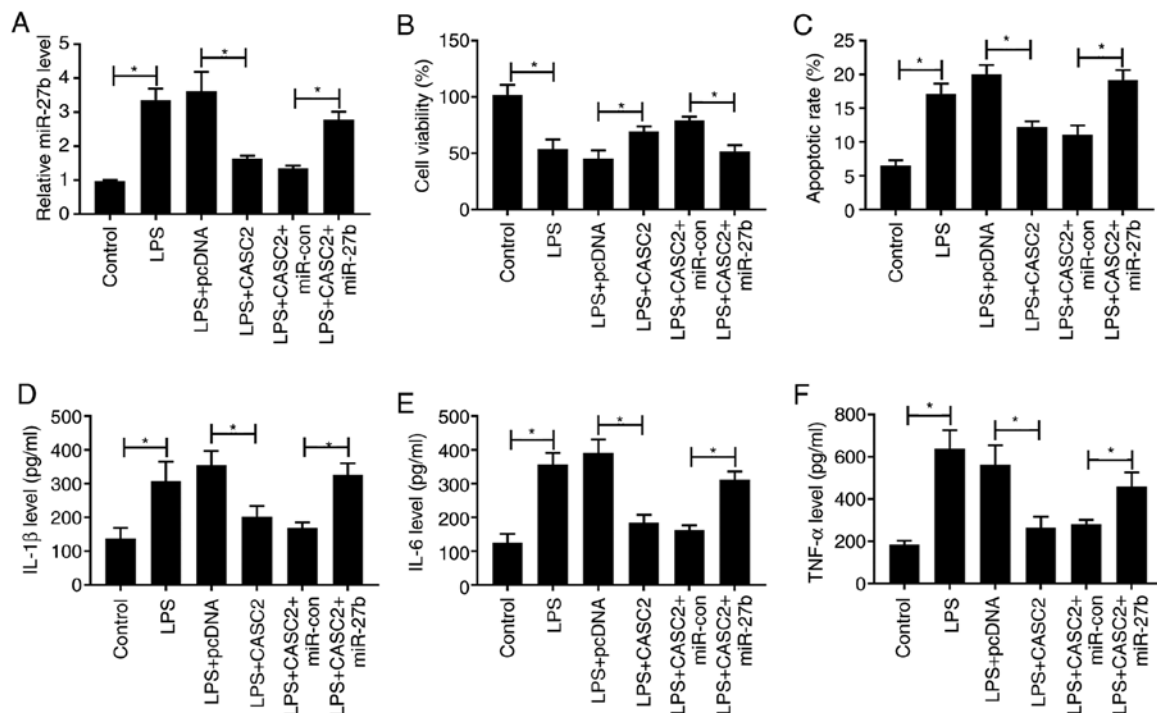 A
Relative miR-27b level
5
4
3
2
1
0
*
*
*
Control
LPS
LPS+pcDNA
LPS+CASC2
LPS+CASC2+
miR-con
LPS+CASC2+
miR-27b
B
Cell viability (%)
150
100
50
0
*
*
*
Control
LPS
LPS+pcDNA
LPS+CASC2
LPS+CASC2+
miR-con
LPS+CASC2+
miR-27b
C
Apoptotic rate (%)
25
20
15
10
5
0
*
*
*
Control
LPS
LPS+pcDNA
LPS+CASC2
LPS+CASC2+
miR-con
LPS+CASC2+
miR-27b
D
IL-1β level (pg/ml)
500
400
300
200
100
0
*
*
*
Control
LPS
LPS+pcDNA
LPS+CASC2
LPS+CASC2+
miR-con
LPS+CASC2+
miR-27b
E
IL-6 level (pg/ml)
500
400
300
200
100
0
*
*
*
Control
LPS
LPS+pcDNA
LPS+CASC2
LPS+CASC2+
miR-con
LPS+CASC2+
miR-27b
F
TNF-α level (pg/ml)
800
600
400
200
0
*
*
*
Control
LPS
LPS+pcDNA
LPS+CASC2
LPS+CASC2+
miR-con
LPS+CASC2+
miR-27b